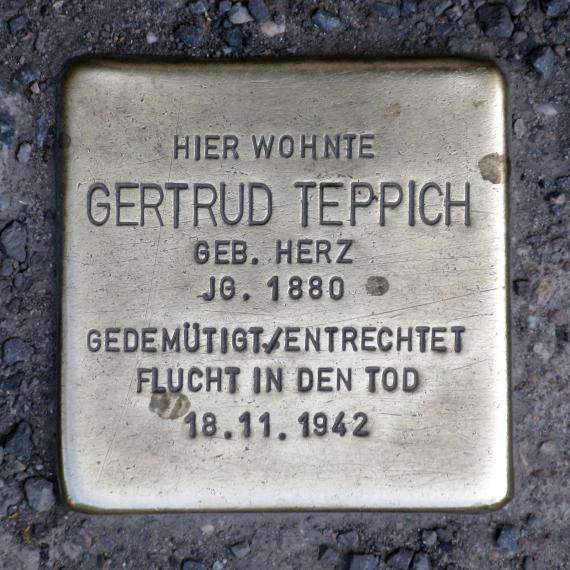 HIER WOHNTE
GERTRUD TEPPICH
GEB. HERZ
JG. 1880
GEDEMÜTIGT/ENTRECHTET
FLUCHT IN DEN TOD
18.11.1942